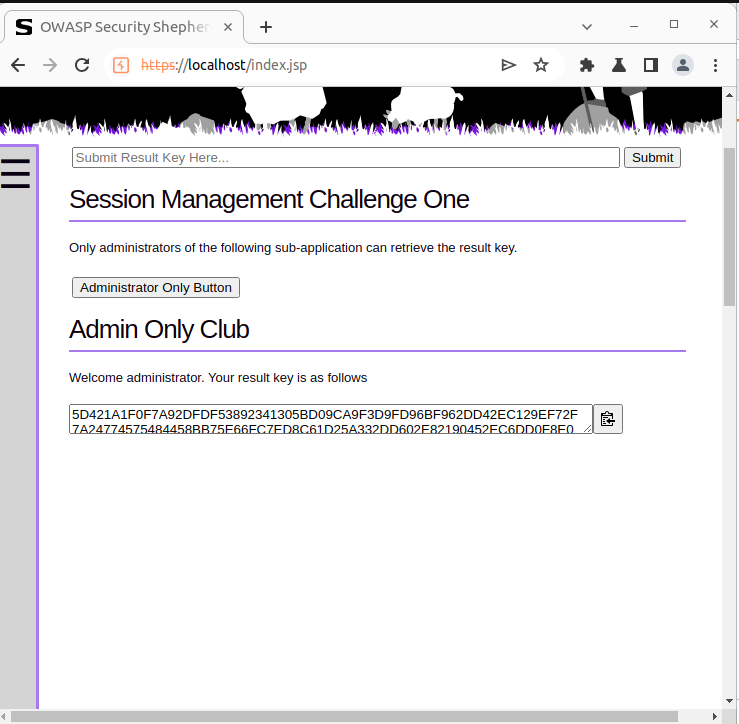 OWASP Security Shepher
https://localhost/index.jsp
Submit Result Key Here...
Submit
Session Management Challenge One
Only administrators of the following sub-application can retrieve the result key.
Administrator Only Button
Admin Only Club
Welcome administrator. Your result key is as follows
5D421A1F0F7A92DFDF53892341305BD09CA9F3D9FD96BF962DD42EC129EF72F
7A24774575484458BB75E66EC7ED8C61D25A332DD602E82190452EC6DD0F8F0